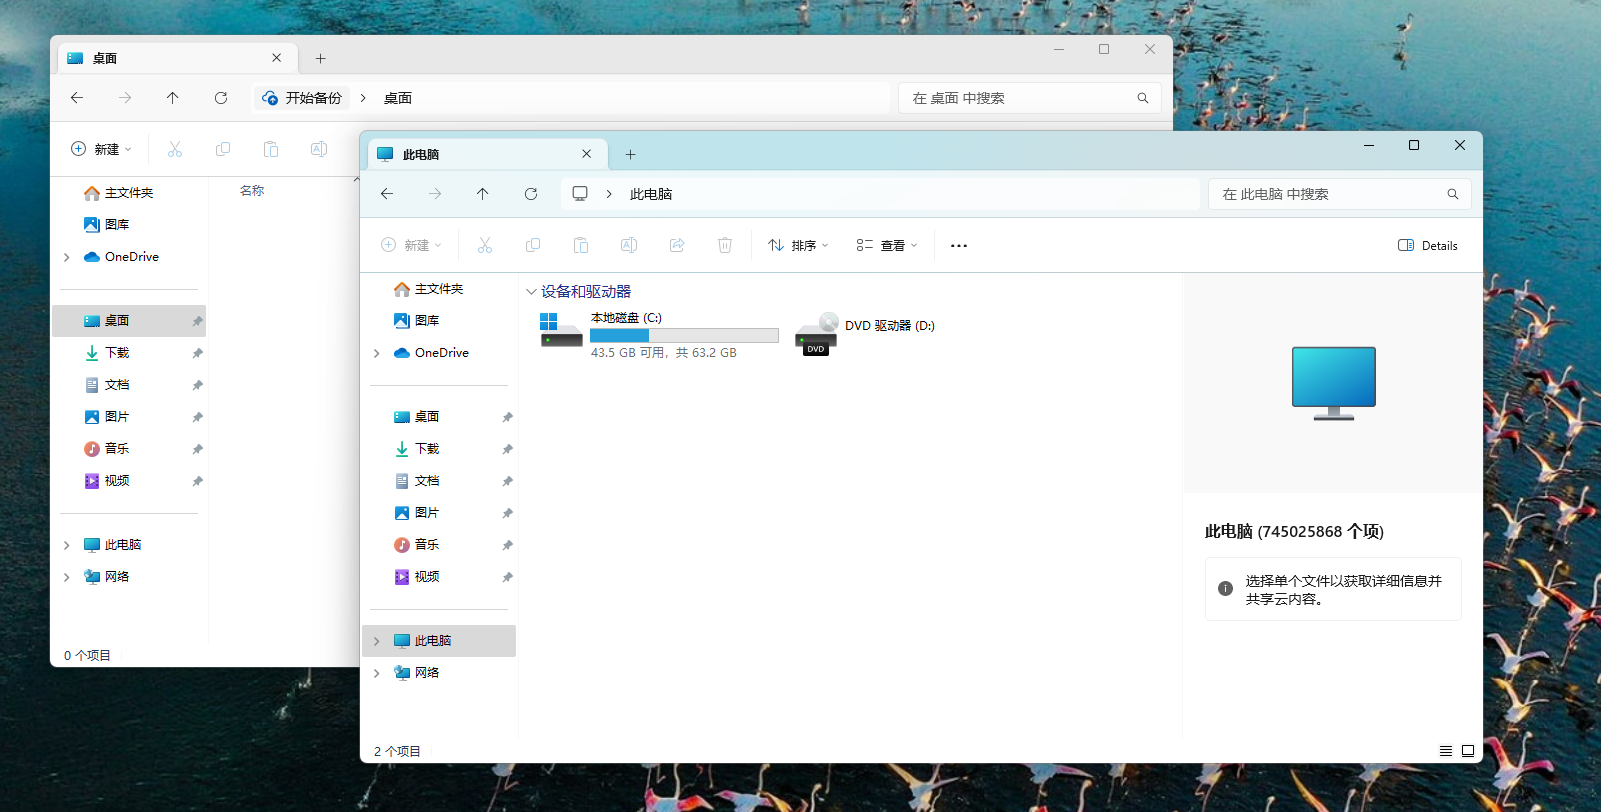 桌面
开始备份
桌面
在 桌面 中搜索
新建
主文件夹
图库
OneDrive
桌面
下载
文档
图片
音乐
视频
此电脑
网络
名称
0 个项目
此电脑
此电脑
在 此电脑 中搜索
新建
排序
查看
Details
主文件夹
图库
OneDrive
桌面
下载
文档
图片
音乐
视频
此电脑
网络
设备和驱动器
本地磁盘 (C:)
43.5 GB 可用，共 63.2 GB
DVD
DVD 驱动器 (D:)
此电脑 (745025868 个项)
选择单个文件以获取详细信息并
共享云内容。
2 个项目